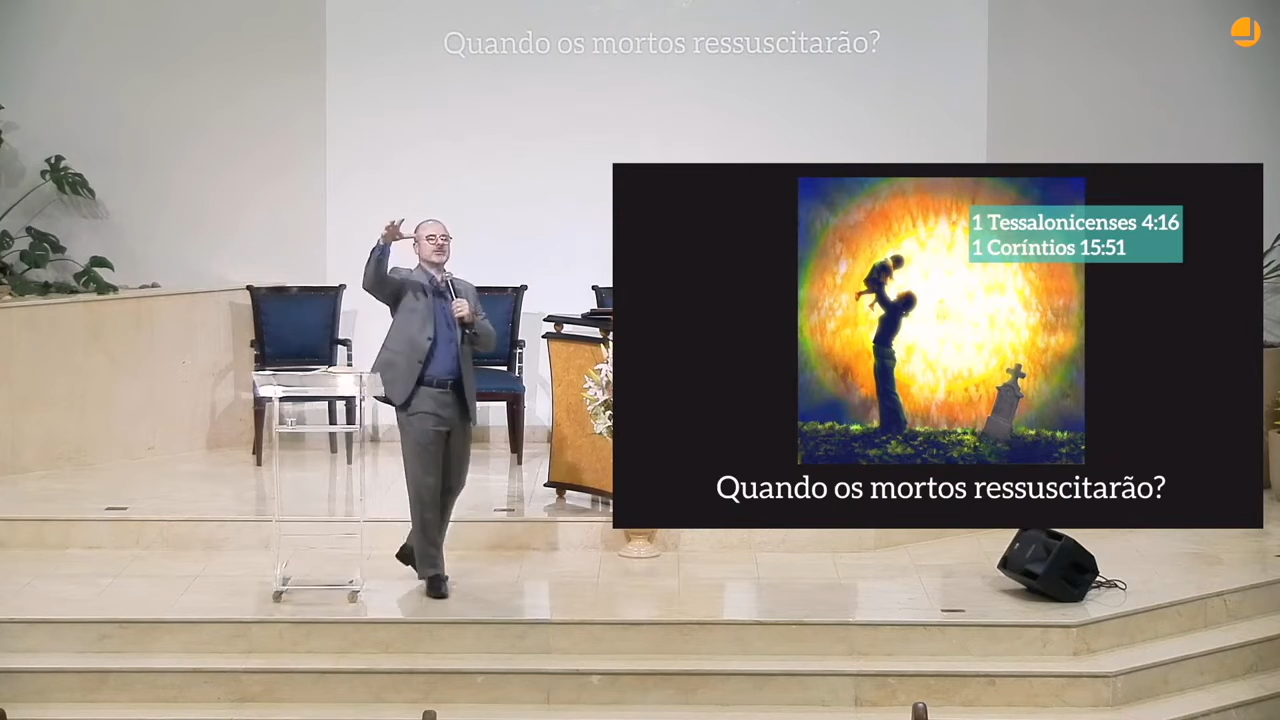 Quando os mortos ressuscitarão?
1 Tessalonicenses 4:16
1 Coríntios 15:51
Quando os mortos ressuscitarão?